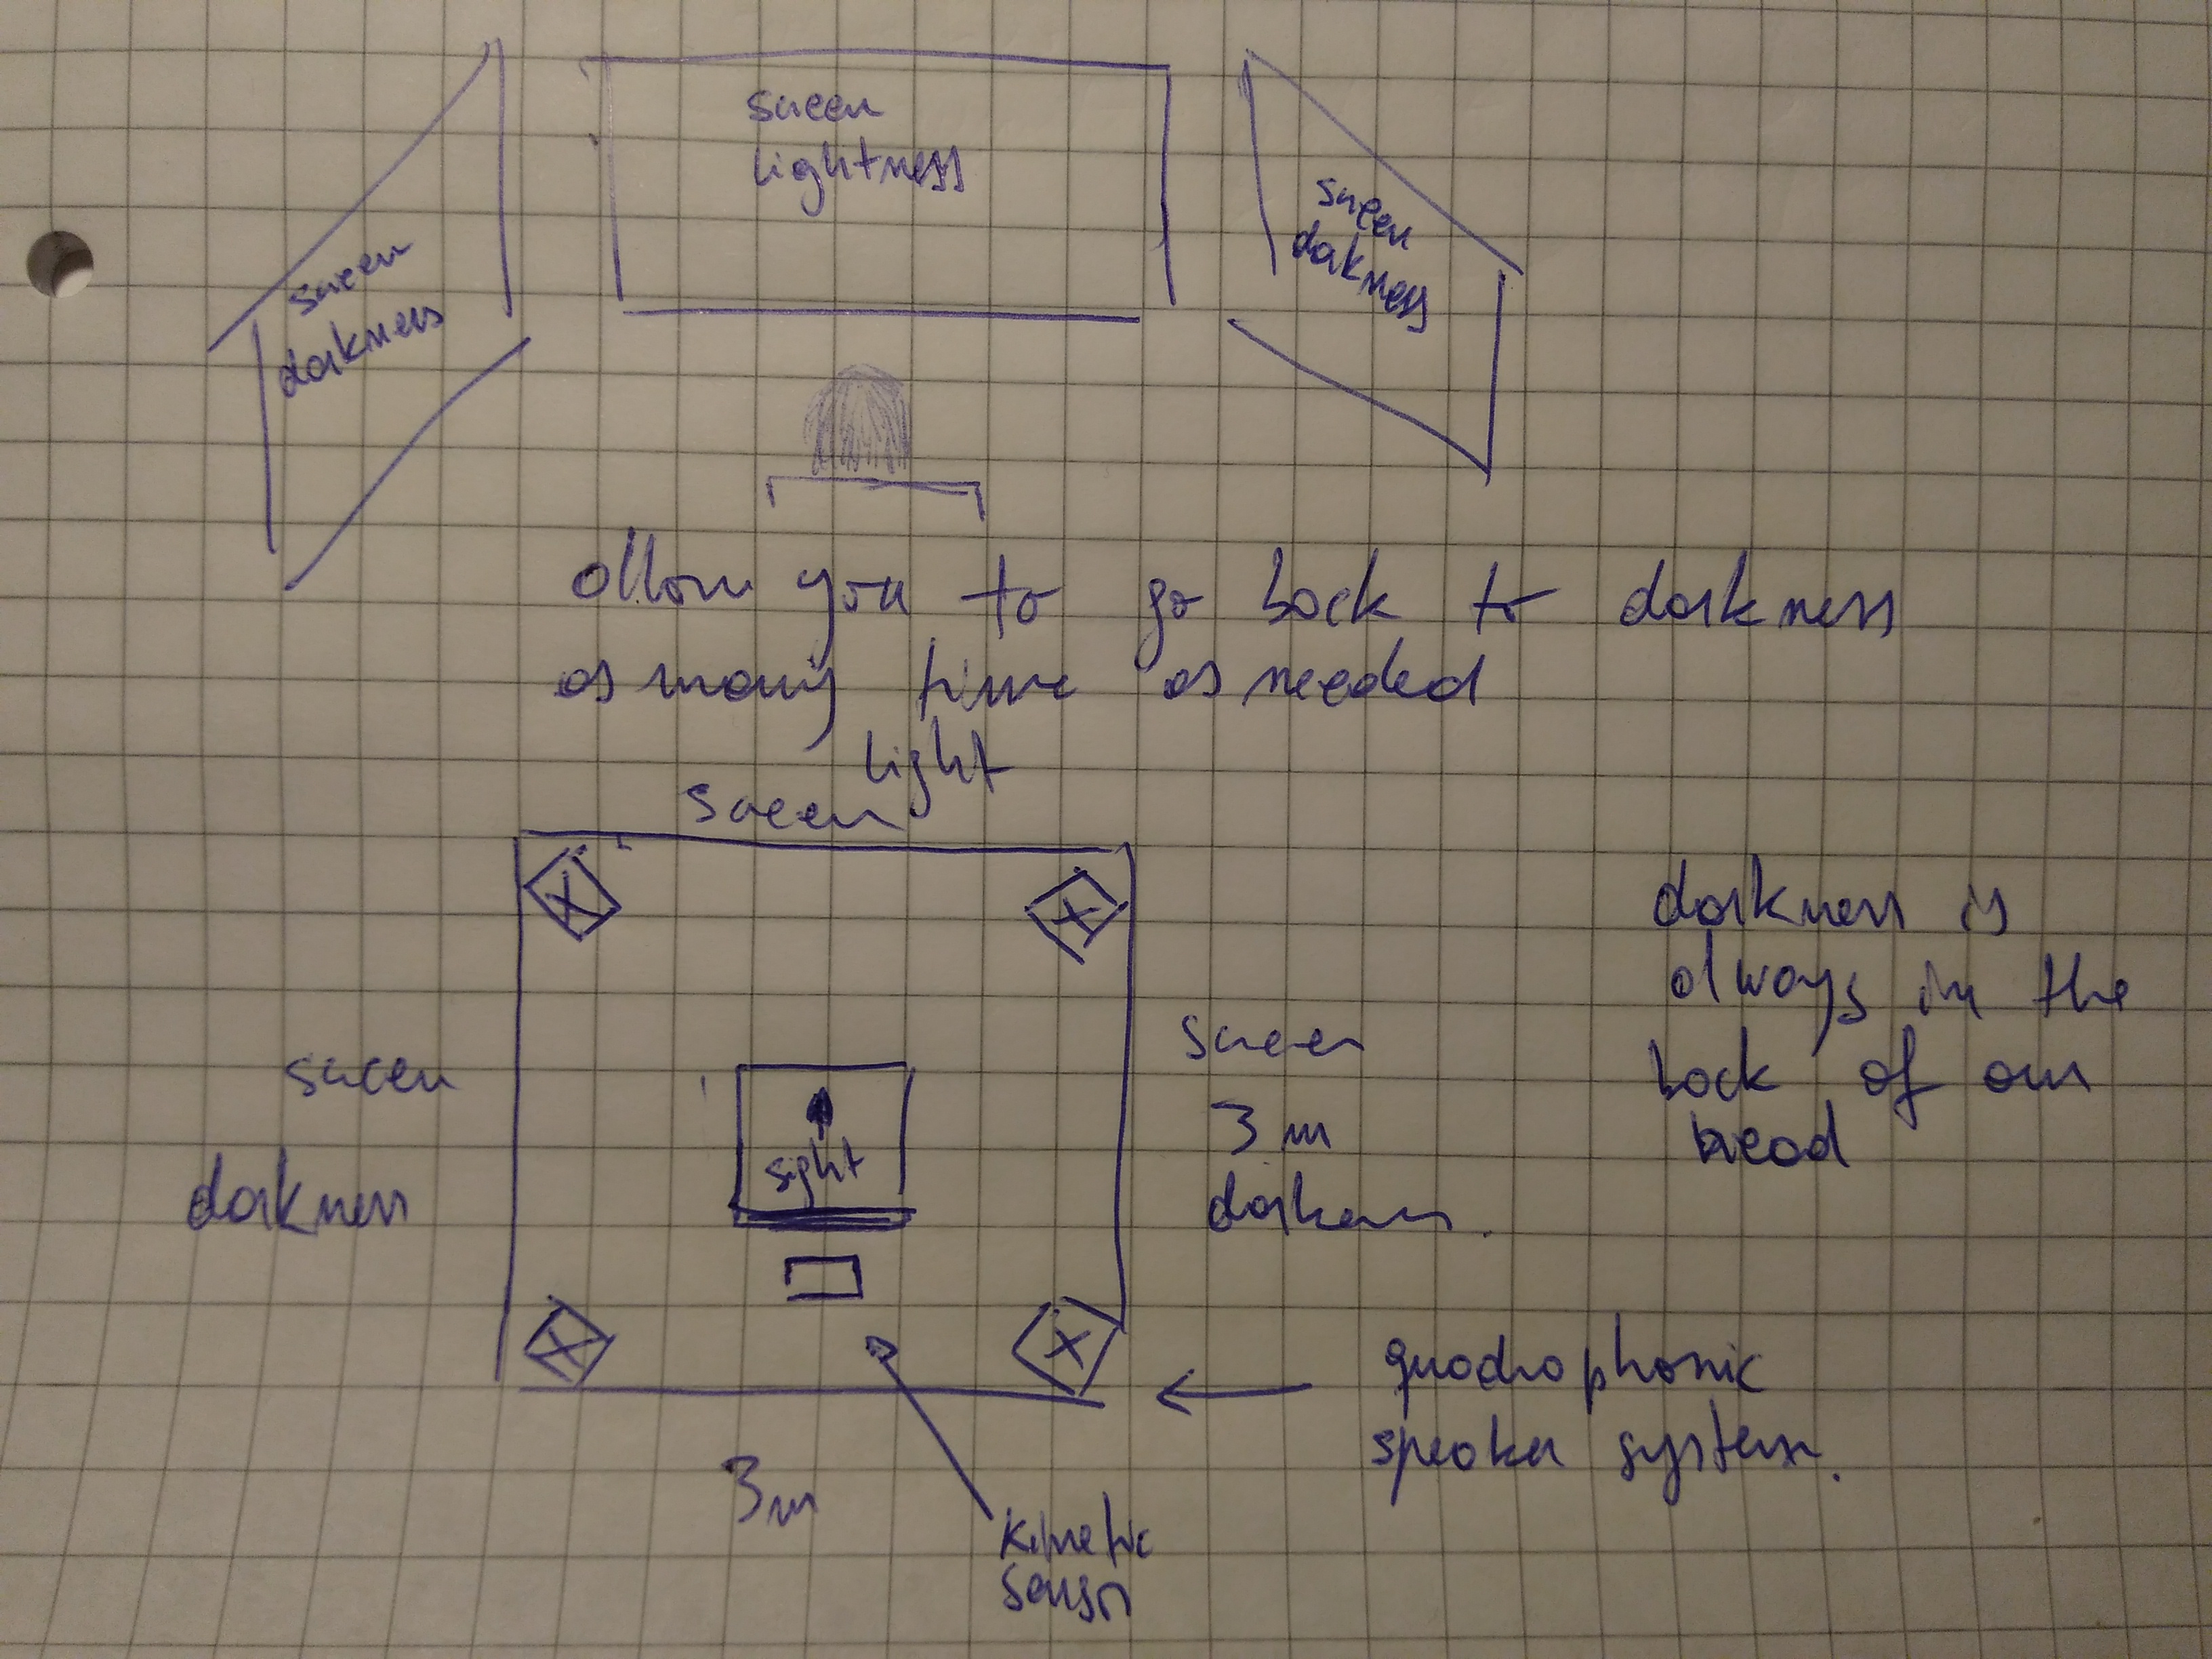 screen
lightness
screen
darkness
screen
darkness
allow you to go back to darkness
as many time as needed
light
screen
darkness is
always in the
back of our
head
screen
darkness
screen
3m
darkness.
sight
quadrophonic
speaker system.
3m
kinetic
sensor